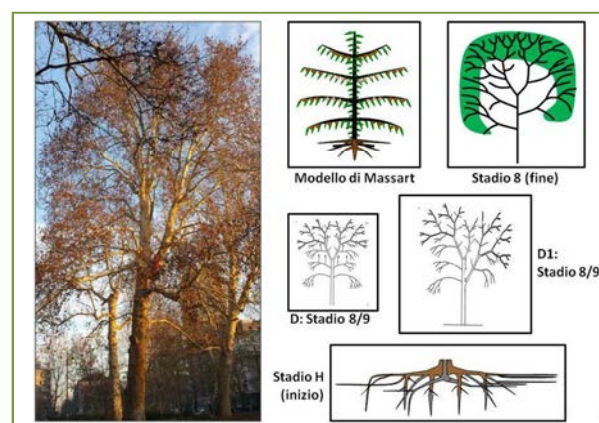 Modello di Massart
Stadio 8 (fine)
D: Stadio 8/9
D1:
Stadio 8/9
Stadio H
(inizio)